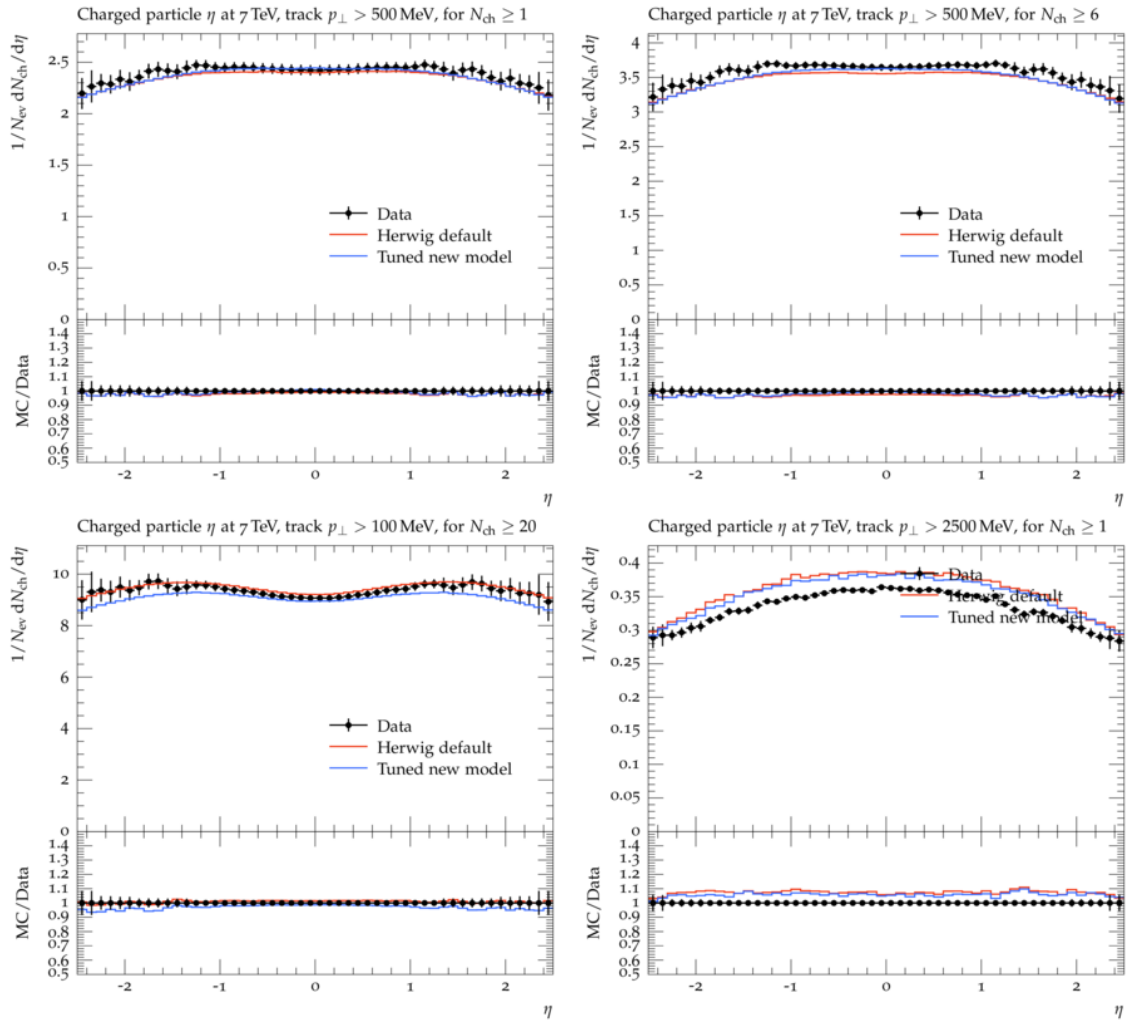 Charged particle η at 7 TeV, track p⊥ > 500 MeV, for Nch ≥ 1
1/Nev dNch/dη
2.5
2
1.5
1
0.5
0
Data
Herwig default
Tuned new model
MC/Data
1.4
1.3
1.2
1.1
1
0.9
0.8
0.7
0.6
0.5
-2 -1 0 1 2
η
Charged particle η at 7 TeV, track p⊥ > 500 MeV, for Nch ≥ 6
1/Nev dNch/dη
4
3.5
3
2.5
2
1.5
1
0.5
0
Data
Herwig default
Tuned new model
MC/Data
1.4
1.3
1.2
1.1
1
0.9
0.8
0.7
0.6
0.5
-2 -1 0 1 2
η
Charged particle η at 7 TeV, track p⊥ > 100 MeV, for Nch ≥ 20
1/Nev dNch/dη
10
8
6
4
2
0
Data
Herwig default
Tuned new model
MC/Data
1.4
1.3
1.2
1.1
1
0.9
0.8
0.7
0.6
0.5
-2 -1 0 1 2
η
Charged particle η at 7 TeV, track p⊥ > 2500 MeV, for Nch ≥ 1
1/Nev dNch/dη
0.4
0.35
0.3
0.25
0.2
0.15
0.1
0.05
0
Data
Herwig default
Tuned new model
MC/Data
1.4
1.3
1.2
1.1
1
0.9
0.8
0.7
0.6
0.5
-2 -1 0 1 2
η